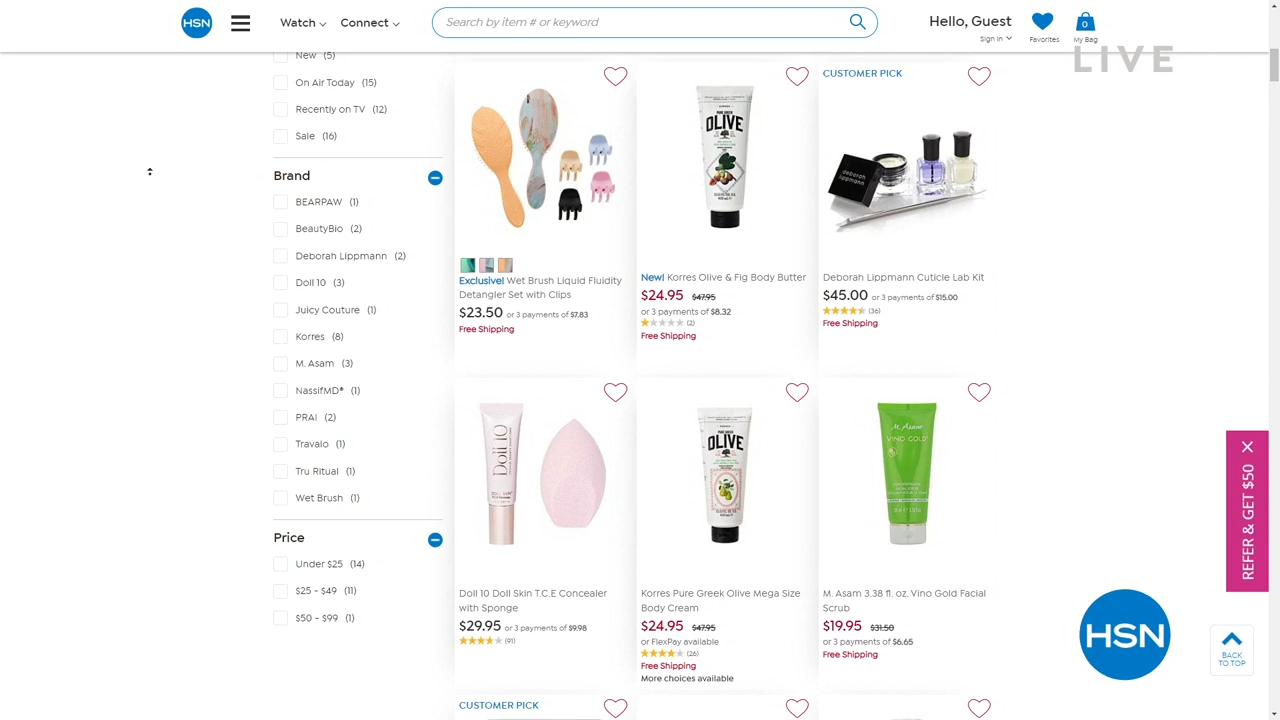 HSN
Watch
Connect
Search by item # or keyword
Hello, Guest
Sign In
Favorites
0
My Bag
LIVE
New (5)
On Air Today (15)
Recently on TV (12)
Sale (16)
Brand
BEARPAW (1)
BeautyBio (2)
Deborah Lippmann (2)
Doll 10 (3)
Juicy Couture (1)
Korres (8)
M. Asam (3)
NassifMD® (1)
PRAI (2)
Travalo (1)
Tru Ritual (1)
Wet Brush (1)
Price
Under $25 (14)
$25 - $49 (11)
$50 - $99 (1)
Exclusive! Wet Brush Liquid Fluidity
Detangler Set with Clips
$23.50 or 3 payments of $7.83
Free Shipping
OLIVE
New! Korres Olive & Fig Body Butter
$24.95 $47.95
or 3 payments of $8.32
(2)
Free Shipping
CUSTOMER PICK
deborah
lippmann
Deborah Lippmann Cuticle Lab Kit
$45.00 or 3 payments of $15.00
(36)
Free Shipping
Doll 10
Doll 10 Doll Skin T.C.E Concealer
with Sponge
$29.95 or 3 payments of $9.98
(91)
OLIVE
Korres Pure Greek Olive Mega Size
Body Cream
$24.95 $47.95
or FlexPay available
(26)
Free Shipping
More choices available
M. Asam
VINO GOLD
M. Asam 3.38 fl. oz. Vino Gold Facial
Scrub
$19.95 $31.50
or 3 payments of $6.65
Free Shipping
CUSTOMER PICK
REFER & GET $50
HSN
BACK
TO TOP